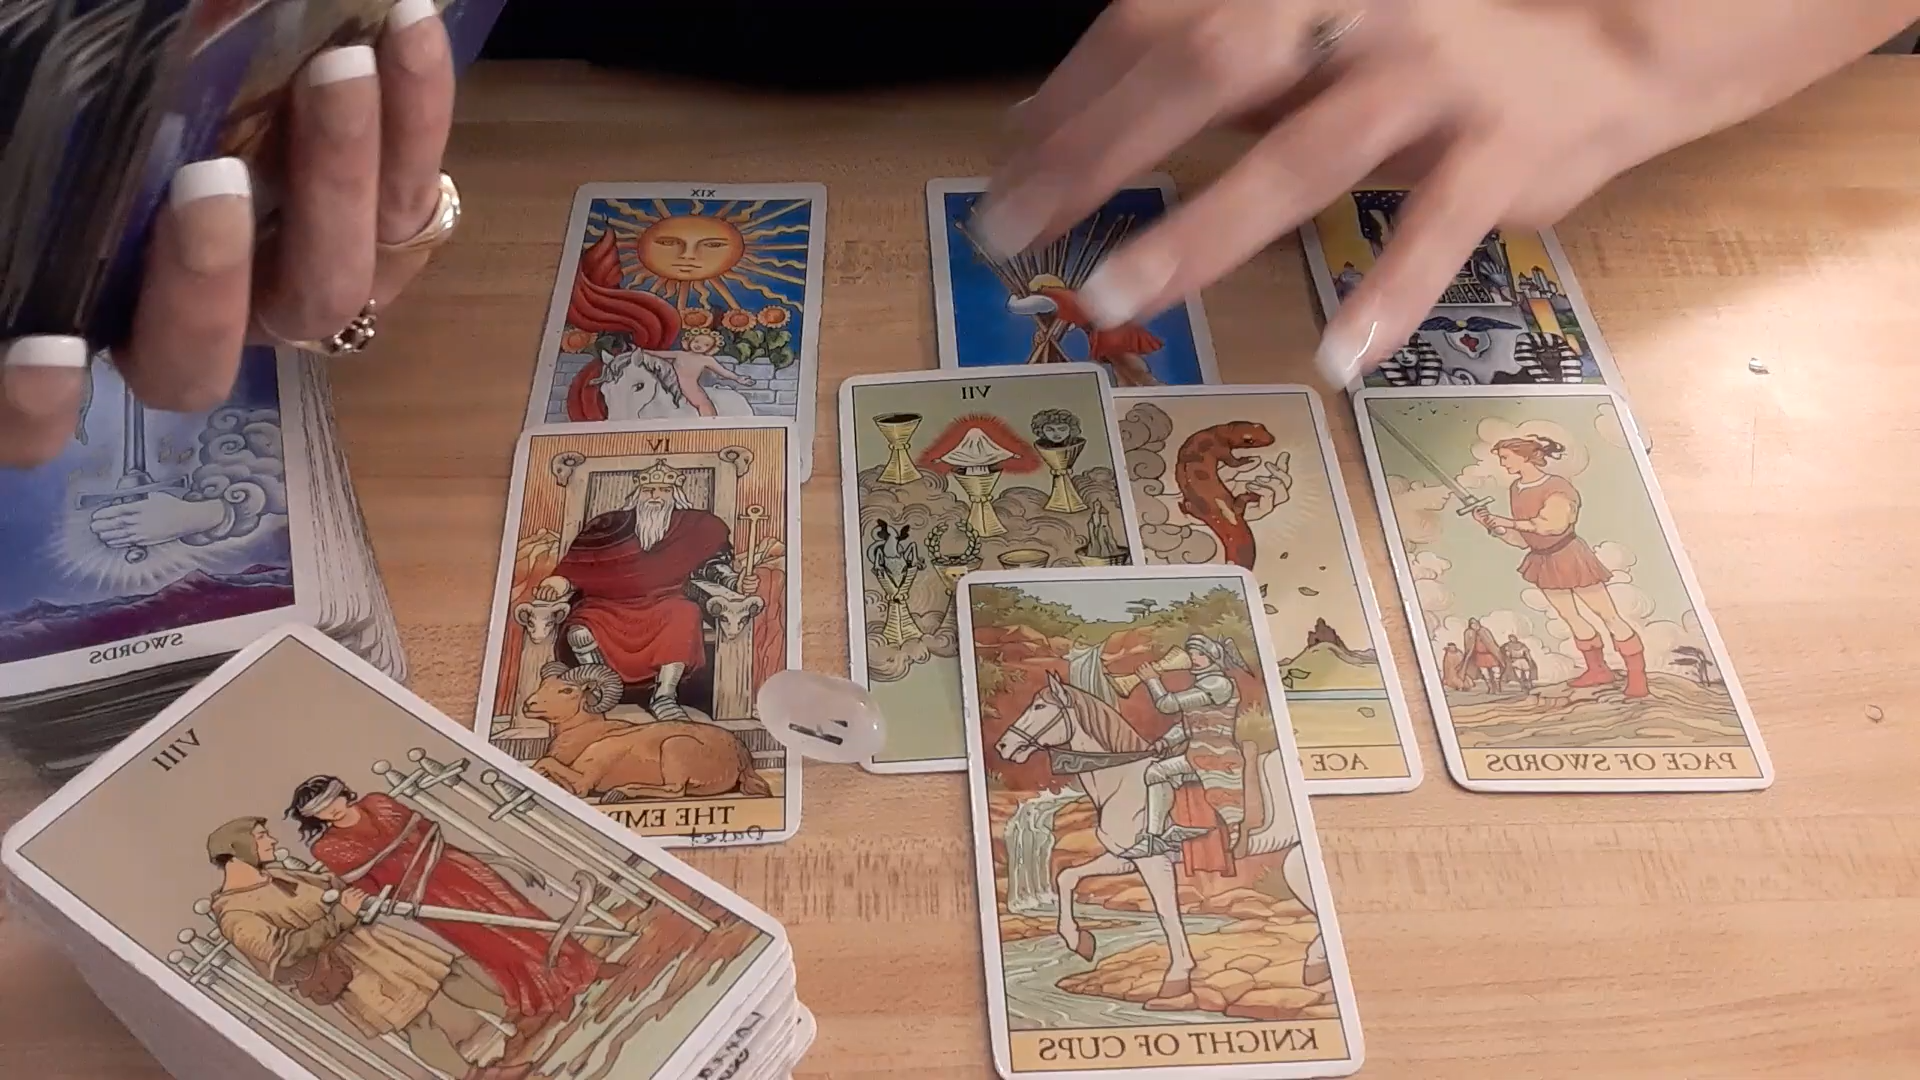 XIX
VII
IV
SWORDS
VIII
ACE
PAGE OF SWORDS
THE EMP
KNIGHT OF CUPS